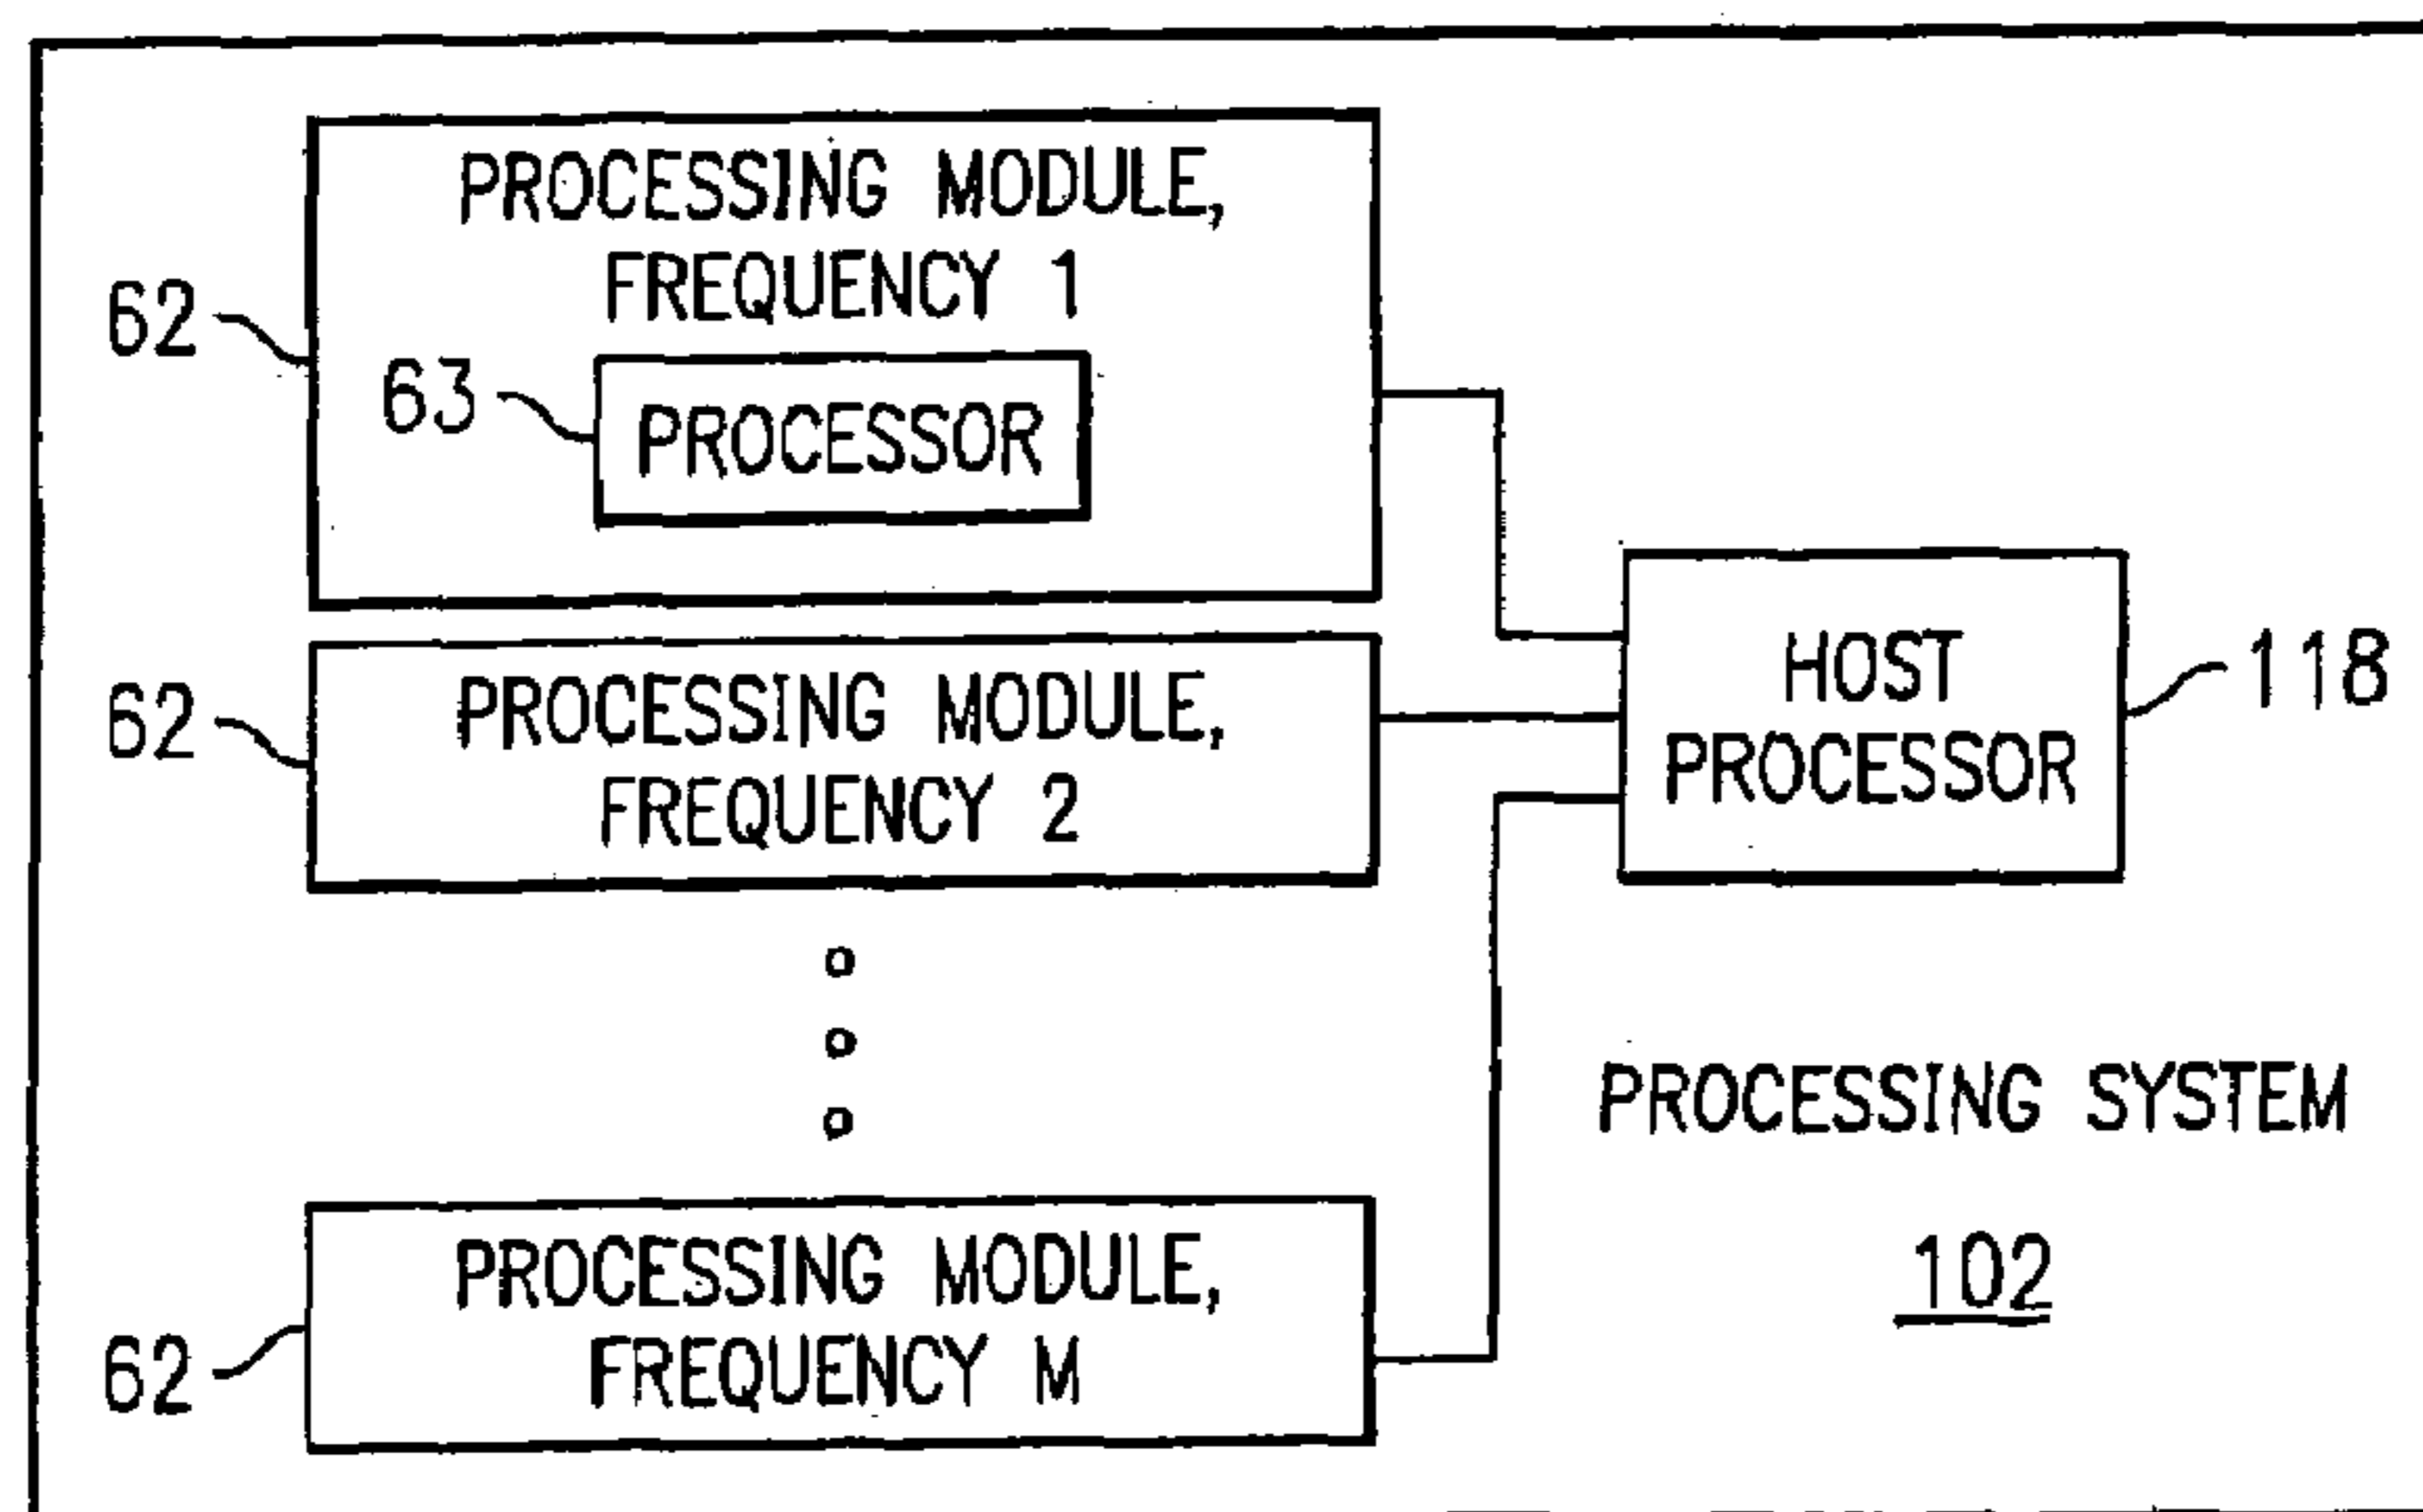 PROCESSING MODULE,
FREQUENCY 1
62
63
PROCESSOR
PROCESSING MODULE,
FREQUENCY 2
62
HOST
PROCESSOR
118
PROCESSING SYSTEM
102
PROCESSING MODULE,
FREQUENCY M
62